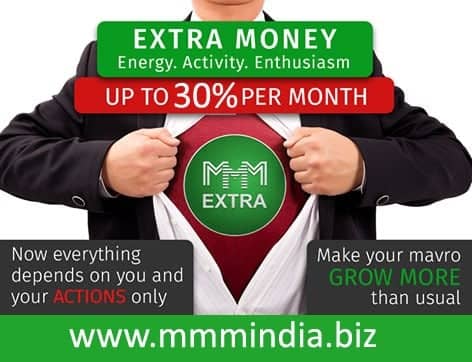 EXTRA MONEY
Energy. Activity. Enthusiasm
UP TO 30% PER MONTH
MMM
EXTRA
Now everything
depends on you and
your ACTIONS only
Make your mavro
GROW MORE
than usual
www.mmmindia.biz